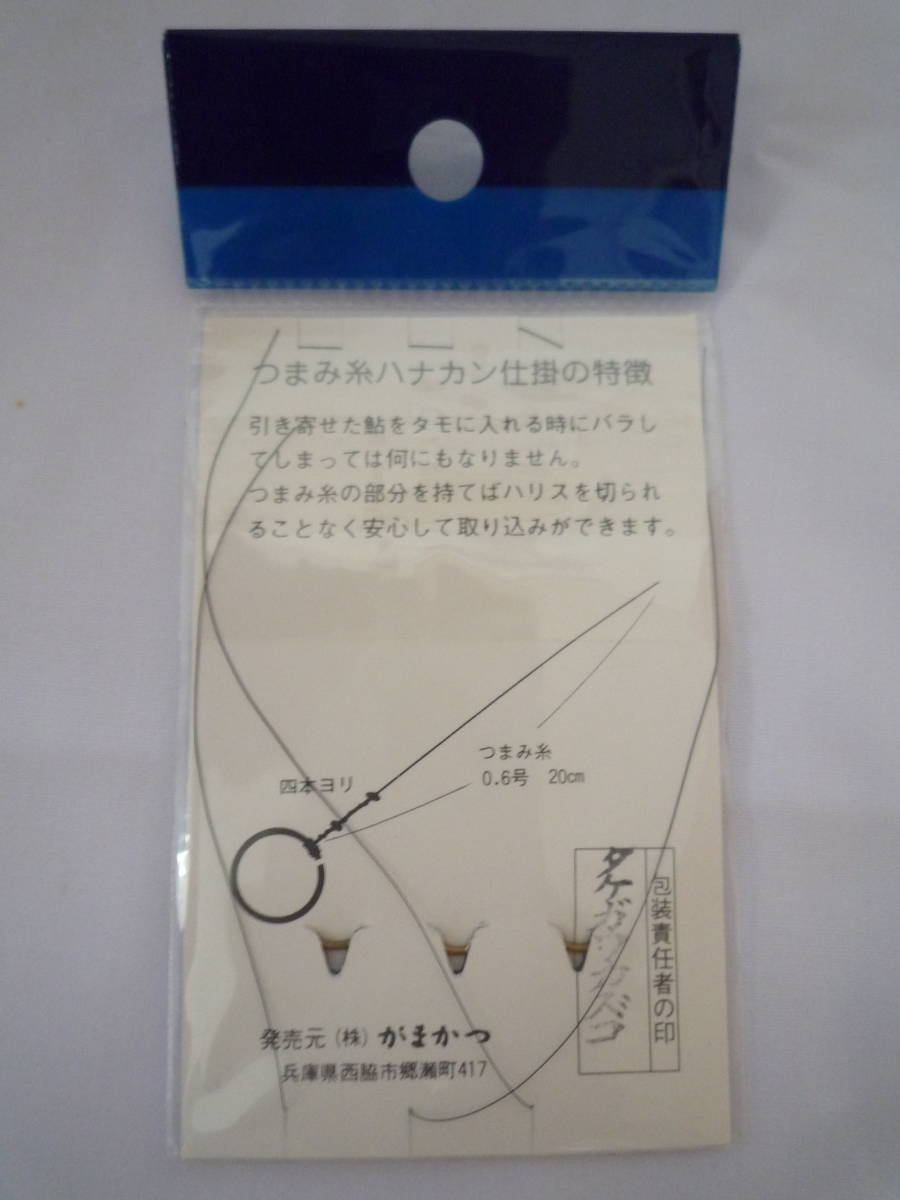 つまみ糸ハナカン仕掛の特徴
引き寄せた鮎をタモに入れる時にバラし
てしまっては何にもなりません。
つまみ糸の部分を持てばハリスを切られ
ることなく安心して取り込みができます。
つまみ糸
0.6号 20cm
四本ヨリ
包装責任者の印
発売元(株)がまかつ
兵庫県西脇市郷瀬町417